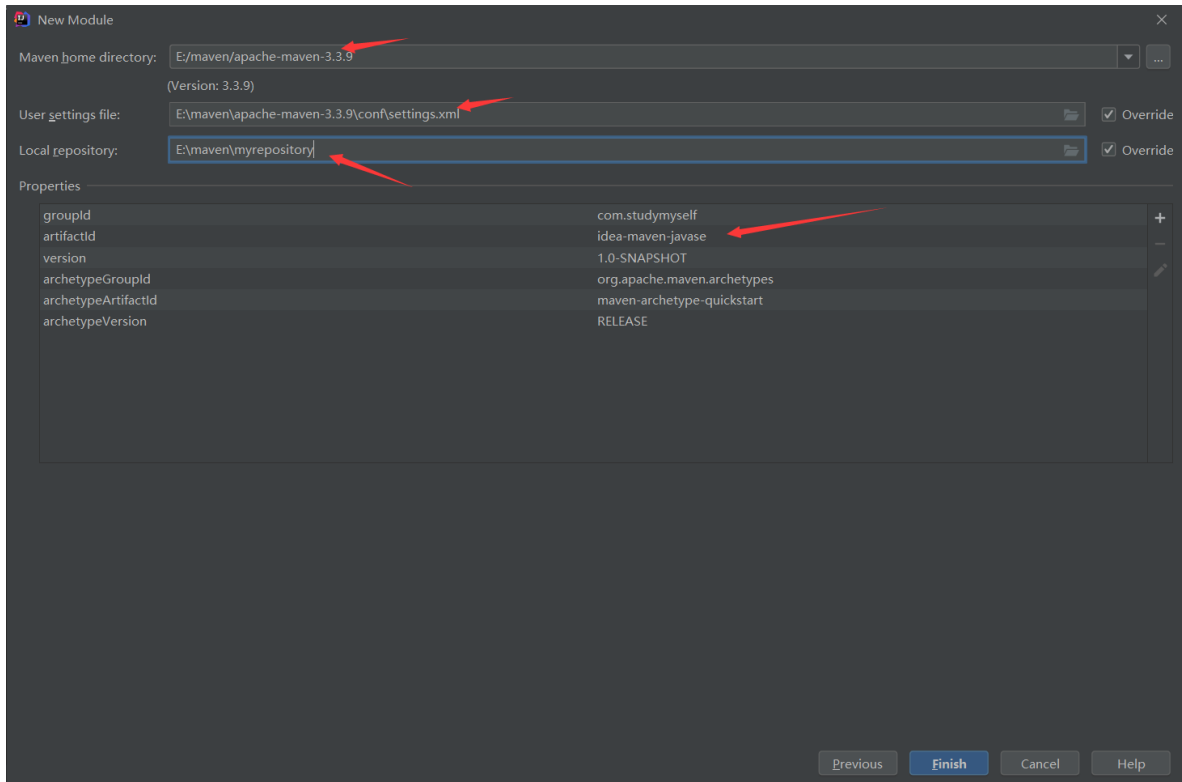 New Module
Maven home directory: E:/maven/apache-maven-3.3.9 ...
(Version: 3.3.9)
User settings file: E:\maven\apache-maven-3.3.9\conf\settings.xml Override
Local repository: E:\maven\myrepository Override
Properties
groupId com.studymyself
artifactId idea-maven-javase
version 1.0-SNAPSHOT
archetypeGroupId org.apache.maven.archetypes
archetypeArtifactId maven-archetype-quickstart
archetypeVersion RELEASE
Previous Finish Cancel Help